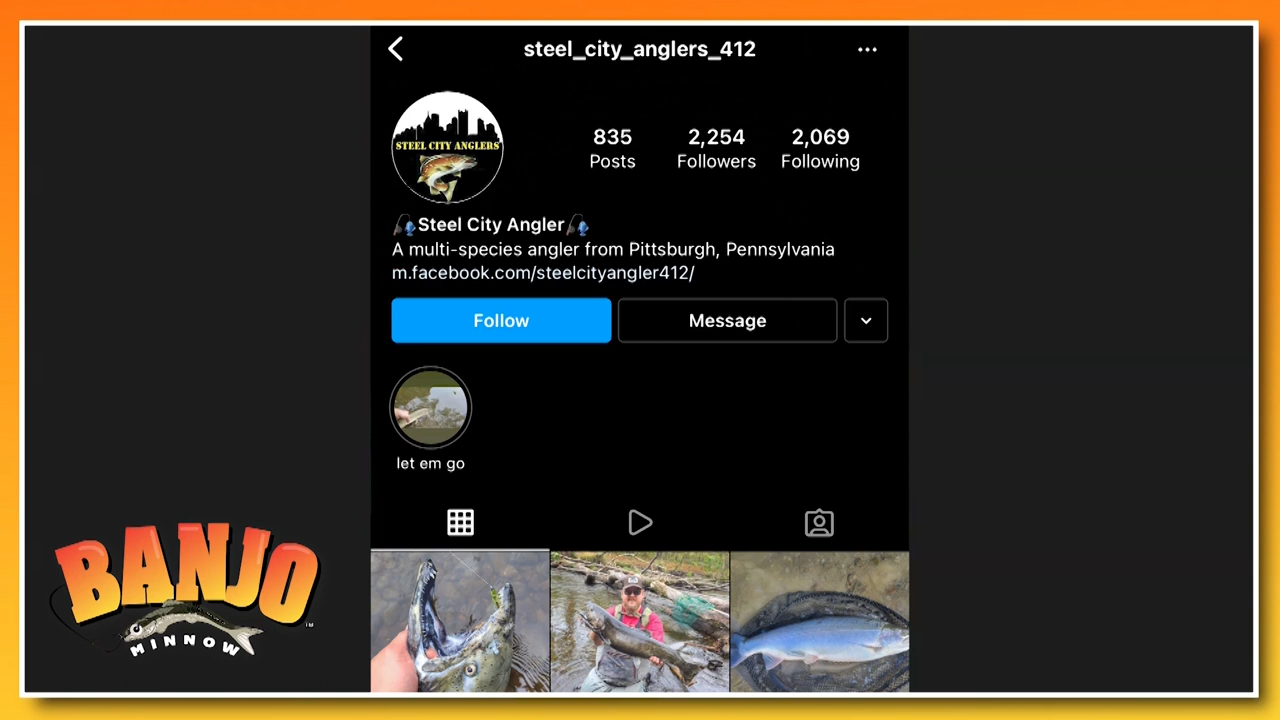 steel_city_anglers_412
STEEL CITY ANGLERS
835
Posts
2,254
Followers
2,069
Following
Steel City Angler
A multi-species angler from Pittsburgh, Pennsylvania
m.facebook.com/steelcityangler412/
Follow
Message
let em go
BANJO
MINNOW
TM